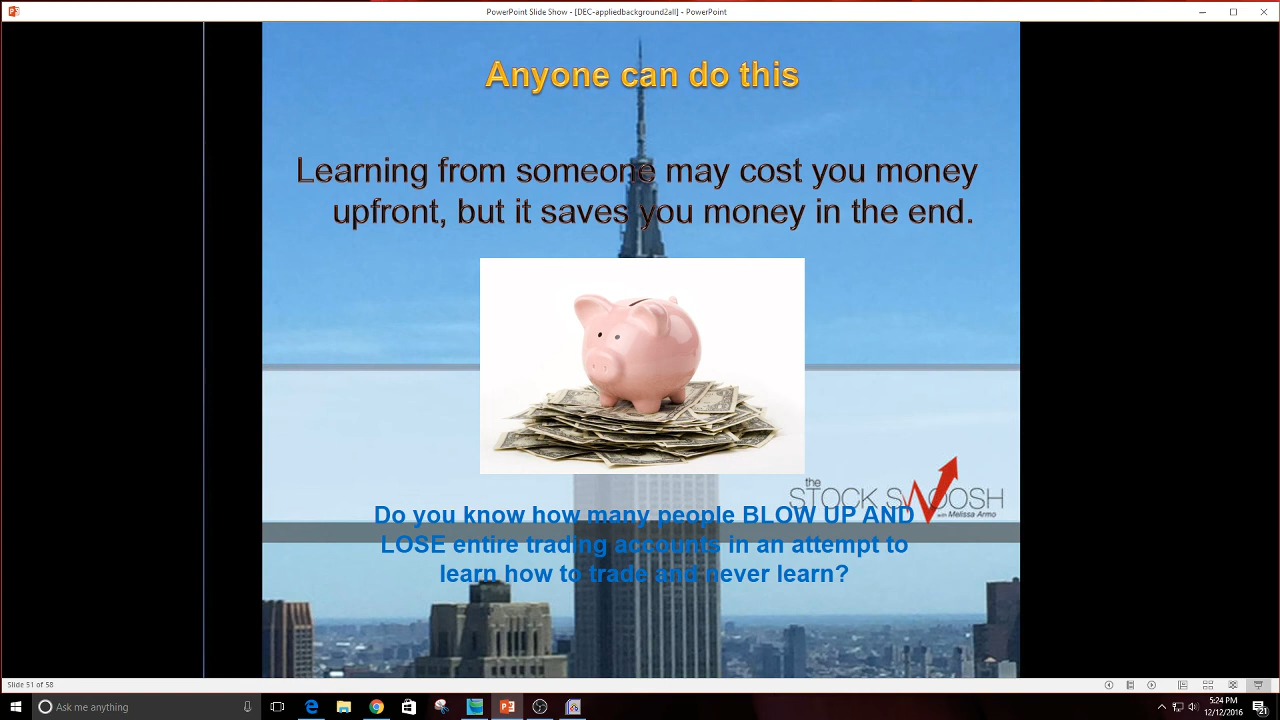 PowerPoint Slide Show - [DEC-appliedbackground2all] - PowerPoint
Anyone can do this
Learning from someone may cost you money
upfront, but it saves you money in the end.
the
STOCK SWOOSH
with Melissa Armo
Do you know how many people BLOW UP AND
LOSE entire trading accounts in an attempt to
learn how to trade and never learn?
Slide 51 of 58
Ask me anything
5:24 PM
12/12/2016